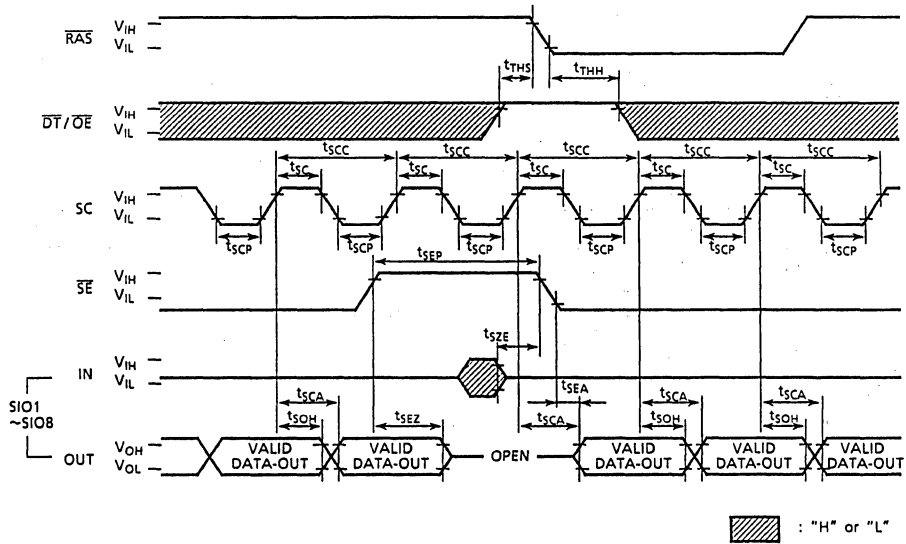 RAS VIH
VIL
tTHS tTHH
DT/OE VIH
VIL
tSCC tSCC tSCC tSCC tSCC
tSC tSC tSC tSC tSC
SC VIH
VIL
tSCP tSCP tSCP tSCP tSCP tSCP
tSEP
SE VIH
VIL
tSZE
IN VIH
VIL
tSEA
SIO1
~SIO8
tSCA tSCA tSCA tSCA
tSOH tSEZ tSOH tSOH
OUT VOH
VOL
VALID
DATA-OUT
VALID
DATA-OUT
OPEN
VALID
DATA-OUT
VALID
DATA-OUT
VALID
DATA-OUT
: "H" or "L"